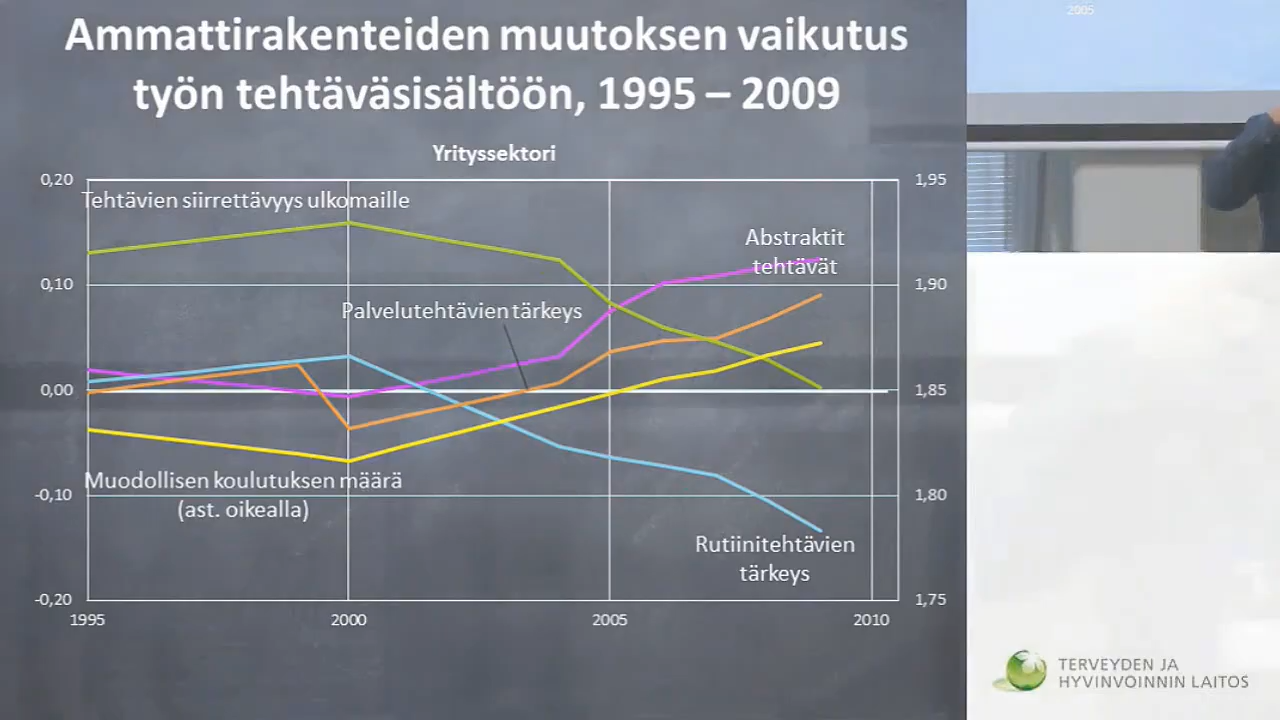 Ammattirakenteiden muutoksen vaikutus
työn tehtäväsisältöön, 1995 – 2009
Yrityssektori
0,20
0,10
0,00
-0,10
-0,20
1,95
1,90
1,85
1,80
1,75
Tehtävien siirrettävyys ulkomaille
Abstraktit
tehtävät
Palvelutehtävien tärkeys
Muodollisen koulutuksen määrä
(ast. oikealla)
Rutiinitehtävien
tärkeys
1995
2000
2005
2010
2005
TERVEYDEN JA
HYVINVOINNIN LAITOS